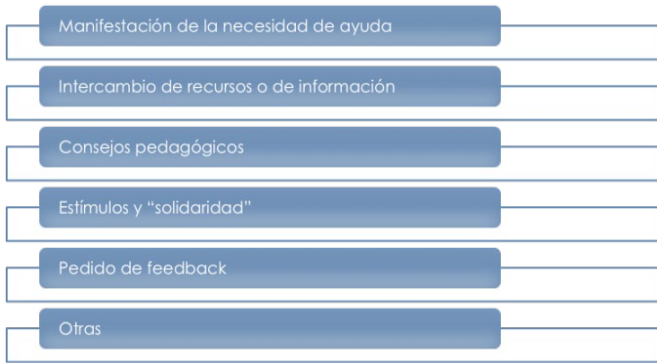 Manifestación de la necesidad de ayuda
Intercambio de recursos o de información
Consejos pedagógicos
Estímulos y “solidaridad”
Pedido de feedback
Otras